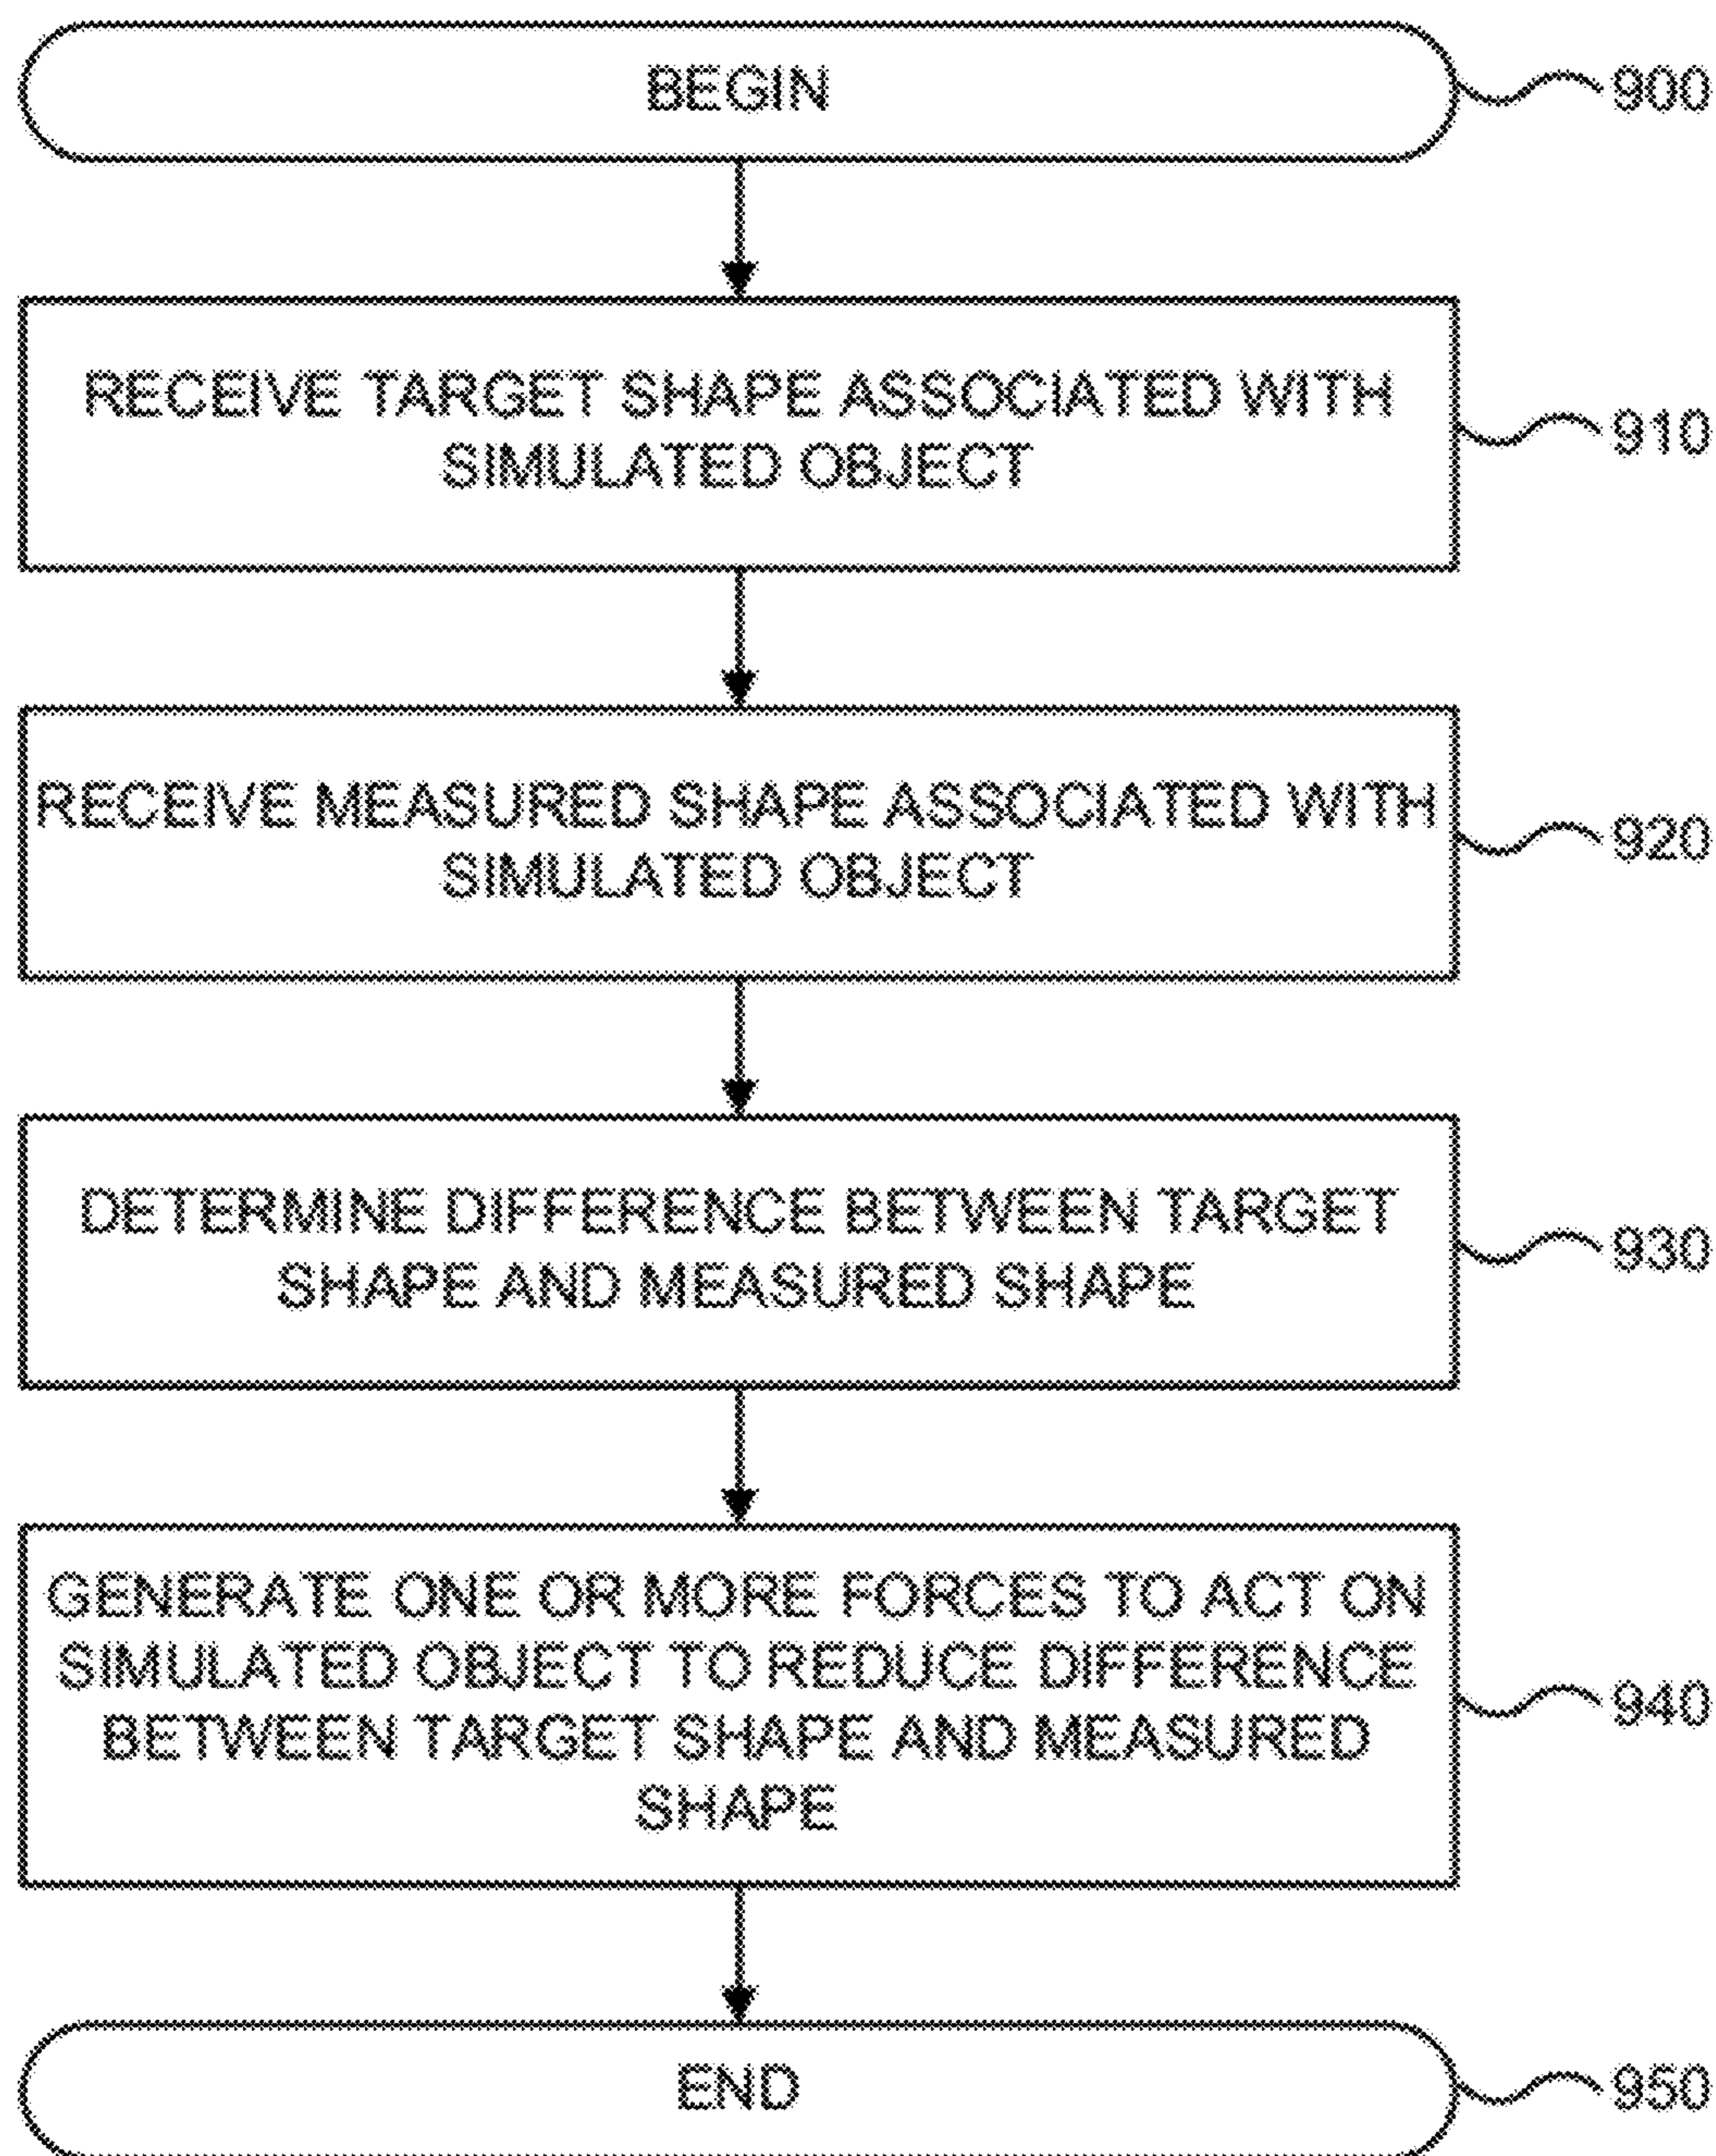 BEGIN
900
RECEIVE TARGET SHAPE ASSOCIATED WITH
SIMULATED OBJECT
910
RECEIVE MEASURED SHAPE ASSOCIATED WITH
SIMULATED OBJECT
920
DETERMINE DIFFERENCE BETWEEN TARGET
SHAPE AND MEASURED SHAPE
930
GENERATE ONE OR MORE FORCES TO ACT ON
SIMULATED OBJECT TO REDUCE DIFFERENCE
BETWEEN TARGET SHAPE AND MEASURED
SHAPE
940
END
950